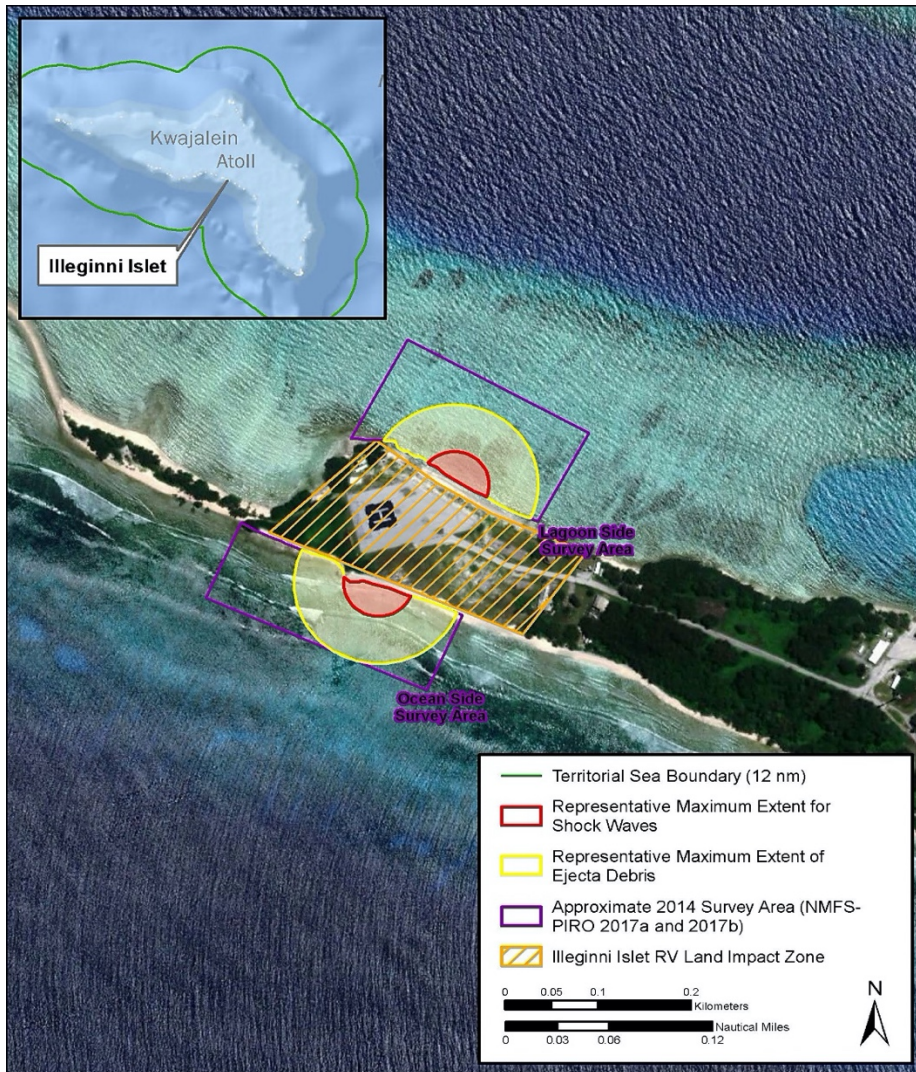 Kwajalein
Atoll
Illeginni Islet
Lagoon Side
Survey Area
Ocean Side
Survey Area
Territorial Sea Boundary (12 nm)
Representative Maximum Extent for
Shock Waves
Representative Maximum Extent of
Ejecta Debris
Approximate 2014 Survey Area (NMFS-
PIRO 2017a and 2017b)
Illeginni Islet RV Land Impact Zone
0 0.05 0.1 0.2
Kilometers
Nautical Miles
0 0.03 0.06 0.12
N